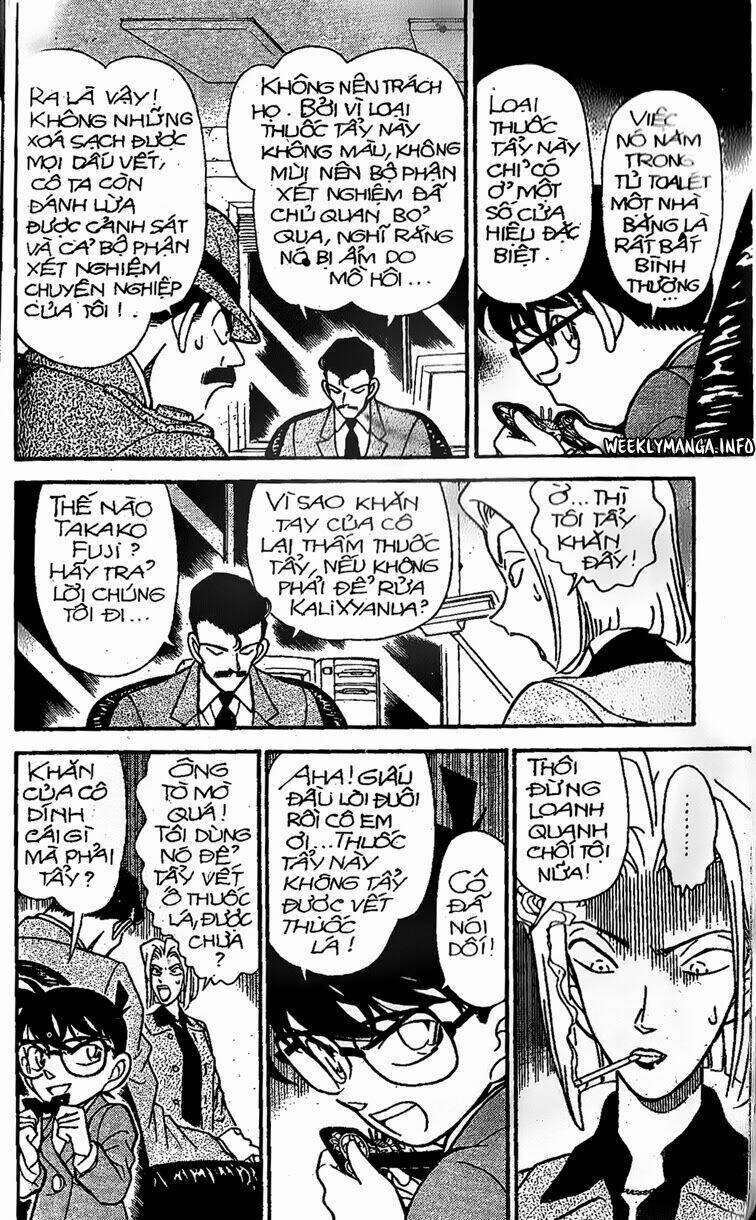 RA LÀ VẬY!
KHÔNG NHỮNG
XOÁ SẠCH ĐƯỢC
MỌI DẤU VẾT,
CÔ TA CÒN
ĐÁNH LỪA
ĐƯỢC CẢNH SÁT
VÀ CẢ BỘ PHẬN
XÉT NGHIỆM
CHUYÊN NGHIỆP
CỦA TÔI!.
KHÔNG NÊN TRÁCH
HỌ. BỞI VÌ LOẠI
THUỐC TẨY NÀY
KHÔNG MÀU, KHÔNG
MÙI NÊN BỘ PHẬN
XÉT NGHIỆM ĐÃ
CHỦ QUAN BỎ
QUA, NGHĨ RẰNG
NÓ BỊ ẨM DO
MỒ HÔI...
LOẠI
THUỐC
TẨY NÀY
CHỈ CÓ
Ở MỘT
SỐ CỬA
HIỆU ĐẶC
BIỆT.
VIỆC
NÓ NẰM
TRONG
TỦ TOALÉT
MỘT NHÀ
BĂNG LÀ
RẤT BẤT
BÌNH
THƯỜNG...
WEEKLYMANGA.INFO
THẾ NÀO
TAKAKO
FUJI?
HÃY TRẢ
LỜI CHÚNG
TÔI ĐI...
VÌ SAO KHĂN
TAY CỦA CÔ
LẠI THẤM THUỐC
TẨY, NẾU KHÔNG
PHẢI ĐỂ RỬA
KALIXYANUA?
Ờ...THÌ
TÔI TẨY
KHĂN
ĐẤY!
KHĂN
CỦA CÔ
DÍNH
CÁI GÌ
MÀ PHẢI
TẨY?
ÔNG
TÒ MÒ
QUÁ!
TÔI DÙNG
NÓ ĐỂ
TẨY VẾT
Ố THUỐC
LÁ, ĐƯỢC
CHƯA
?
AHA! GIẤU
ĐẦU LÒI ĐUÔI
RỒI CÔ EM
ƠI...THUỐC
TẨY NÀY
KHÔNG TẨY
ĐƯỢC VẾT
THUỐC
LÁ!
CÔ
ĐÃ
NÓI
DỐI!
THÔI
ĐỪNG
LOANH
QUANH
CHỐI TỘI
NỮA!
......
......